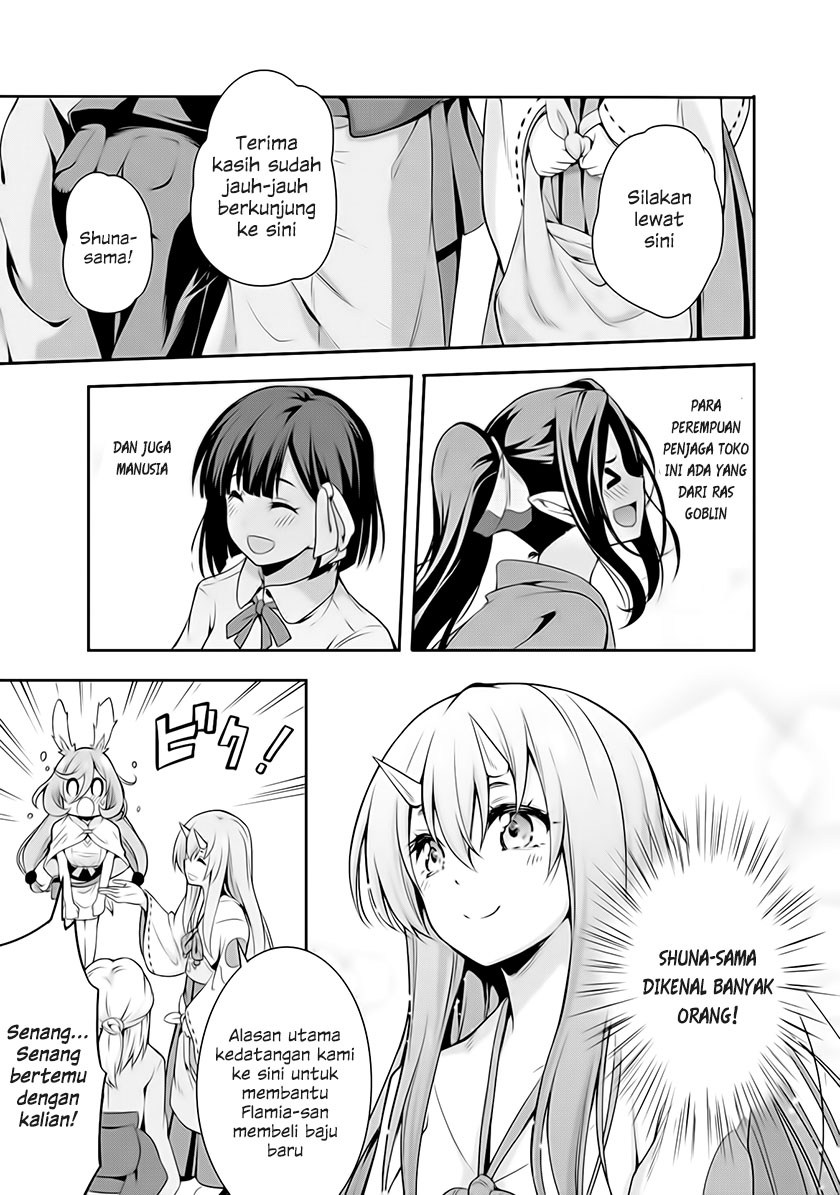 Silakan
lewat
sini
Terima
kasih sudah
jauh-jauh
berkunjung
ke sini
Shuna-
sama!
PARA
PEREMPUAN
PENJAGA TOKO
INI ADA YANG
DARI RAS
GOBLIN
DAN JUGA
MANUSIA
SHUNA-SAMA
DIKENAL BANYAK
ORANG!
ビク!
Alasan utama
kedatangan kami
ke sini untuk
membantu
Flamia-san
membeli baju
baru
Senang...
Senang
bertemu
dengan
kalian!